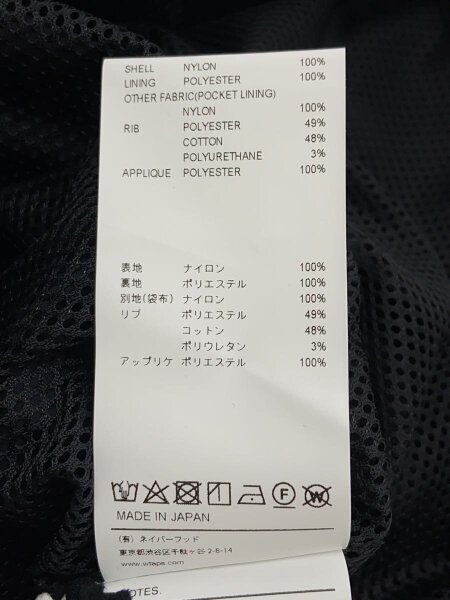 SHELL NYLON 100%
LINING POLYESTER 100%
OTHER FABRIC(POCKET LINING)
NYLON 100%
RIB POLYESTER 49%
COTTON 48%
POLYURETHANE 3%
APPLIQUE POLYESTER 100%
表地 ナイロン 100%
裏地 ポリエステル 100%
別地(袋布) ナイロン 100%
リブ ポリエステル 49%
コットン 48%
ポリウレタン 3%
アップリケ ポリエステル 100%
F W
MADE IN JAPAN
(有) ネイバーフッド
東京都渋谷区千駄ヶ谷 2-8-14
www.wtaps.com
NOTES.